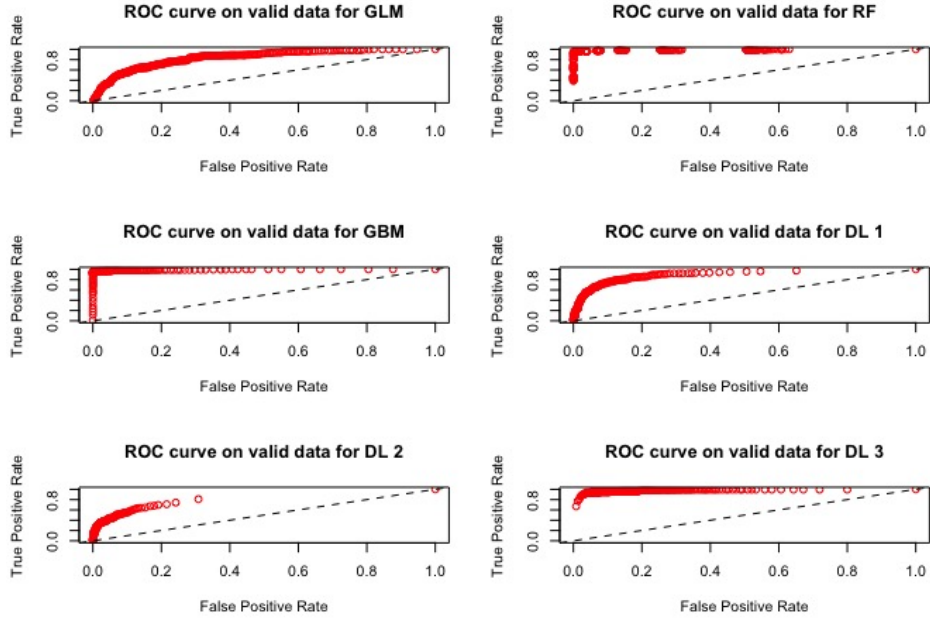 ROC curve on valid data for GLM
True Positive Rate
0.0 0.8
0.0 0.2 0.4 0.6 0.8 1.0
False Positive Rate
ROC curve on valid data for RF
True Positive Rate
0.0 0.8
0.0 0.2 0.4 0.6 0.8 1.0
False Positive Rate
ROC curve on valid data for GBM
True Positive Rate
0.0 0.8
0.0 0.2 0.4 0.6 0.8 1.0
False Positive Rate
ROC curve on valid data for DL 1
True Positive Rate
0.0 0.8
0.0 0.2 0.4 0.6 0.8 1.0
False Positive Rate
ROC curve on valid data for DL 2
True Positive Rate
0.0 0.8
0.0 0.2 0.4 0.6 0.8 1.0
False Positive Rate
ROC curve on valid data for DL 3
True Positive Rate
0.0 0.8
0.0 0.2 0.4 0.6 0.8 1.0
False Positive Rate